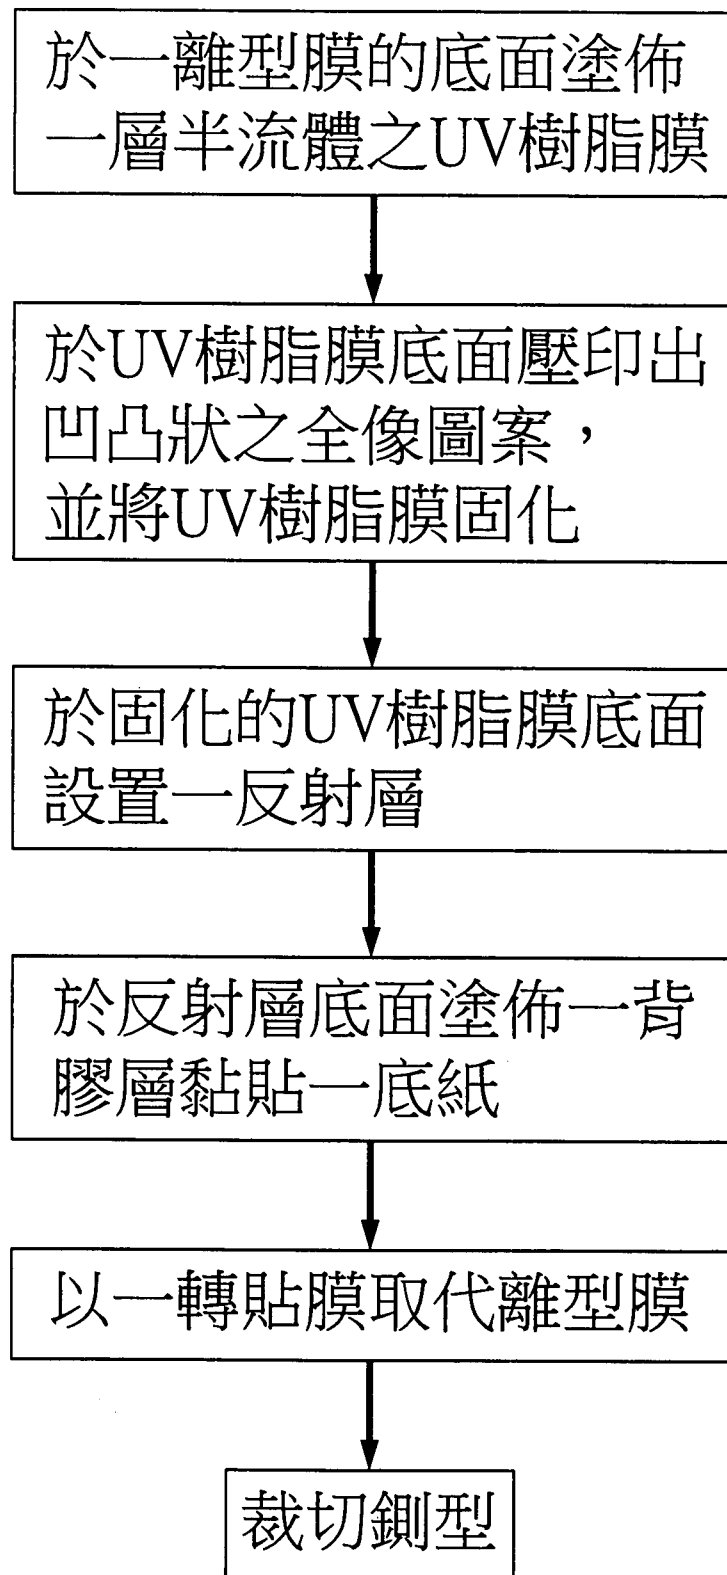 於一離型膜的底面塗佈
一層半流體之UV樹脂膜
於UV樹脂膜底面壓印出
凹凸狀之全像圖案，
並將UV樹脂膜固化
於固化的UV樹脂膜底面
設置一反射層
於反射層底面塗佈一背
膠層黏貼一底紙
以一轉貼膜取代離型膜
裁切鍘型